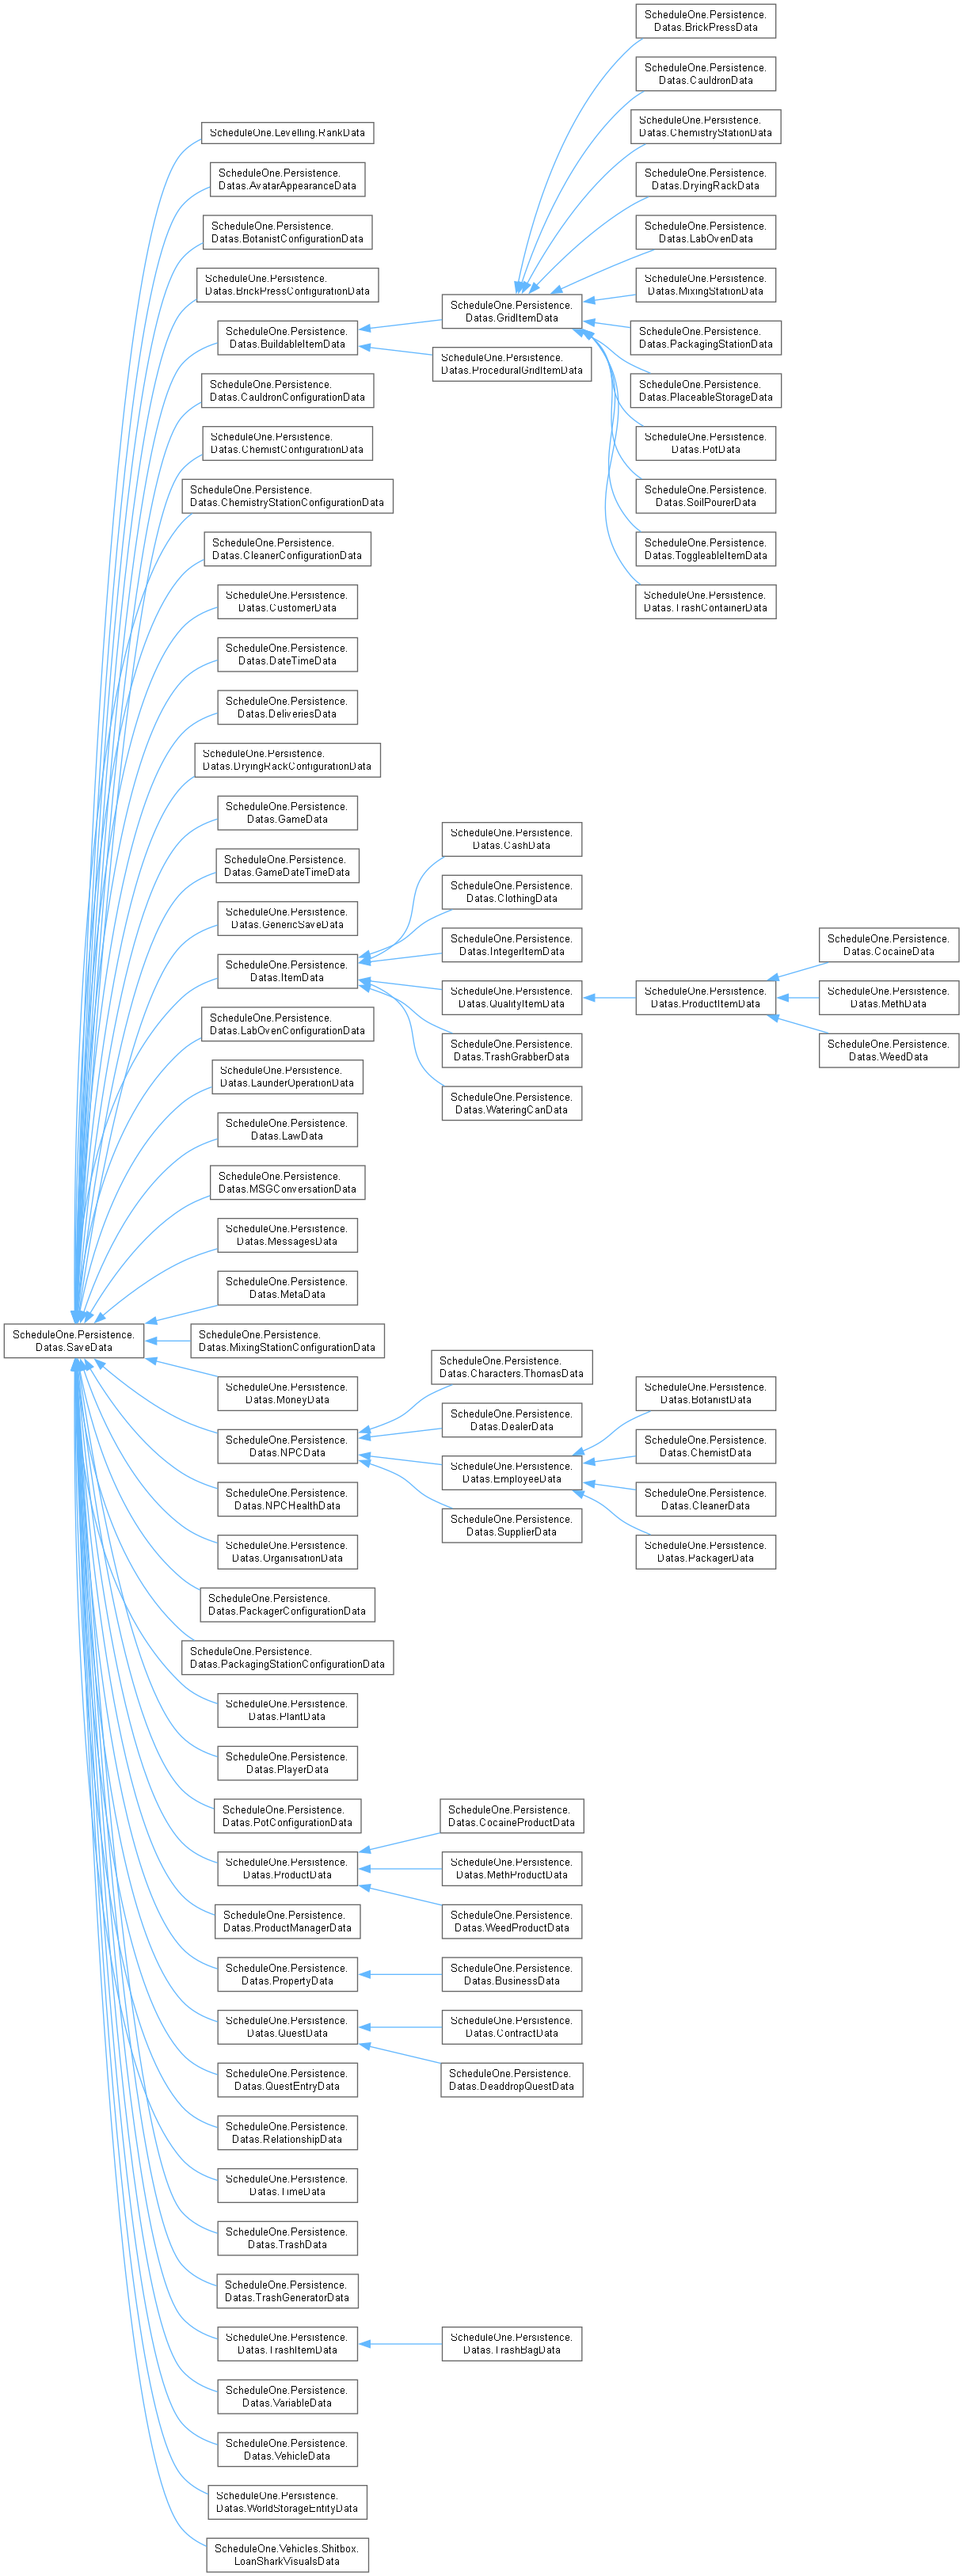 ScheduleOne.Persistence.
Datas.SaveData
ScheduleOne.Levelling.RankData
ScheduleOne.Persistence.
Datas.AvatarAppearanceData
ScheduleOne.Persistence.
Datas.BotanistConfigurationData
ScheduleOne.Persistence.
Datas.BrickPressConfigurationData
ScheduleOne.Persistence.
Datas.BuildableItemData
ScheduleOne.Persistence.
Datas.CauldronConfigurationData
ScheduleOne.Persistence.
Datas.ChemistConfigurationData
ScheduleOne.Persistence.
Datas.ChemistryStationConfigurationData
ScheduleOne.Persistence.
Datas.CleanerConfigurationData
ScheduleOne.Persistence.
Datas.CustomerData
ScheduleOne.Persistence.
Datas.DateTimeData
ScheduleOne.Persistence.
Datas.DeliveriesData
ScheduleOne.Persistence.
Datas.DryingRackConfigurationData
ScheduleOne.Persistence.
Datas.GameData
ScheduleOne.Persistence.
Datas.GameDateTimeData
ScheduleOne.Persistence.
Datas.GenericSaveData
ScheduleOne.Persistence.
Datas.ItemData
ScheduleOne.Persistence.
Datas.LabOvenConfigurationData
ScheduleOne.Persistence.
Datas.LaunderOperationData
ScheduleOne.Persistence.
Datas.LawData
ScheduleOne.Persistence.
Datas.MSGConversationData
ScheduleOne.Persistence.
Datas.MessagesData
ScheduleOne.Persistence.
Datas.MetaData
ScheduleOne.Persistence.
Datas.MixingStationConfigurationData
ScheduleOne.Persistence.
Datas.MoneyData
ScheduleOne.Persistence.
Datas.NPCData
ScheduleOne.Persistence.
Datas.NPCHealthData
ScheduleOne.Persistence.
Datas.OrganisationData
ScheduleOne.Persistence.
Datas.PackagerConfigurationData
ScheduleOne.Persistence.
Datas.PackagingStationConfigurationData
ScheduleOne.Persistence.
Datas.PlantData
ScheduleOne.Persistence.
Datas.PlayerData
ScheduleOne.Persistence.
Datas.PotConfigurationData
ScheduleOne.Persistence.
Datas.ProductData
ScheduleOne.Persistence.
Datas.ProductManagerData
ScheduleOne.Persistence.
Datas.PropertyData
ScheduleOne.Persistence.
Datas.QuestData
ScheduleOne.Persistence.
Datas.QuestEntryData
ScheduleOne.Persistence.
Datas.RelationshipData
ScheduleOne.Persistence.
Datas.TimeData
ScheduleOne.Persistence.
Datas.TrashData
ScheduleOne.Persistence.
Datas.TrashGeneratorData
ScheduleOne.Persistence.
Datas.TrashItemData
ScheduleOne.Persistence.
Datas.VariableData
ScheduleOne.Persistence.
Datas.VehicleData
ScheduleOne.Persistence.
Datas.WorldStorageEntityData
ScheduleOne.Vehicles.Shitbox.
LoanSharkVisualsData
ScheduleOne.Persistence.
Datas.GridItemData
ScheduleOne.Persistence.
Datas.ProceduralGridItemData
ScheduleOne.Persistence.
Datas.CashData
ScheduleOne.Persistence.
Datas.ClothingData
ScheduleOne.Persistence.
Datas.IntegerItemData
ScheduleOne.Persistence.
Datas.QualityItemData
ScheduleOne.Persistence.
Datas.TrashGrabberData
ScheduleOne.Persistence.
Datas.WateringCanData
ScheduleOne.Persistence.
Datas.Characters.ThomasData
ScheduleOne.Persistence.
Datas.DealerData
ScheduleOne.Persistence.
Datas.EmployeeData
ScheduleOne.Persistence.
Datas.SupplierData
ScheduleOne.Persistence.
Datas.CocaineProductData
ScheduleOne.Persistence.
Datas.MethProductData
ScheduleOne.Persistence.
Datas.WeedProductData
ScheduleOne.Persistence.
Datas.BusinessData
ScheduleOne.Persistence.
Datas.ContractData
ScheduleOne.Persistence.
Datas.DeaddropQuestData
ScheduleOne.Persistence.
Datas.TrashBagData
ScheduleOne.Persistence.
Datas.BrickPressData
ScheduleOne.Persistence.
Datas.CauldronData
ScheduleOne.Persistence.
Datas.ChemistryStationData
ScheduleOne.Persistence.
Datas.DryingRackData
ScheduleOne.Persistence.
Datas.LabOvenData
ScheduleOne.Persistence.
Datas.MixingStationData
ScheduleOne.Persistence.
Datas.PackagingStationData
ScheduleOne.Persistence.
Datas.PlaceableStorageData
ScheduleOne.Persistence.
Datas.PotData
ScheduleOne.Persistence.
Datas.SoilPourerData
ScheduleOne.Persistence.
Datas.ToggleableItemData
ScheduleOne.Persistence.
Datas.TrashContainerData
ScheduleOne.Persistence.
Datas.ProductItemData
ScheduleOne.Persistence.
Datas.BotanistData
ScheduleOne.Persistence.
Datas.ChemistData
ScheduleOne.Persistence.
Datas.CleanerData
ScheduleOne.Persistence.
Datas.PackagerData
ScheduleOne.Persistence.
Datas.CocaineData
ScheduleOne.Persistence.
Datas.MethData
ScheduleOne.Persistence.
Datas.WeedData